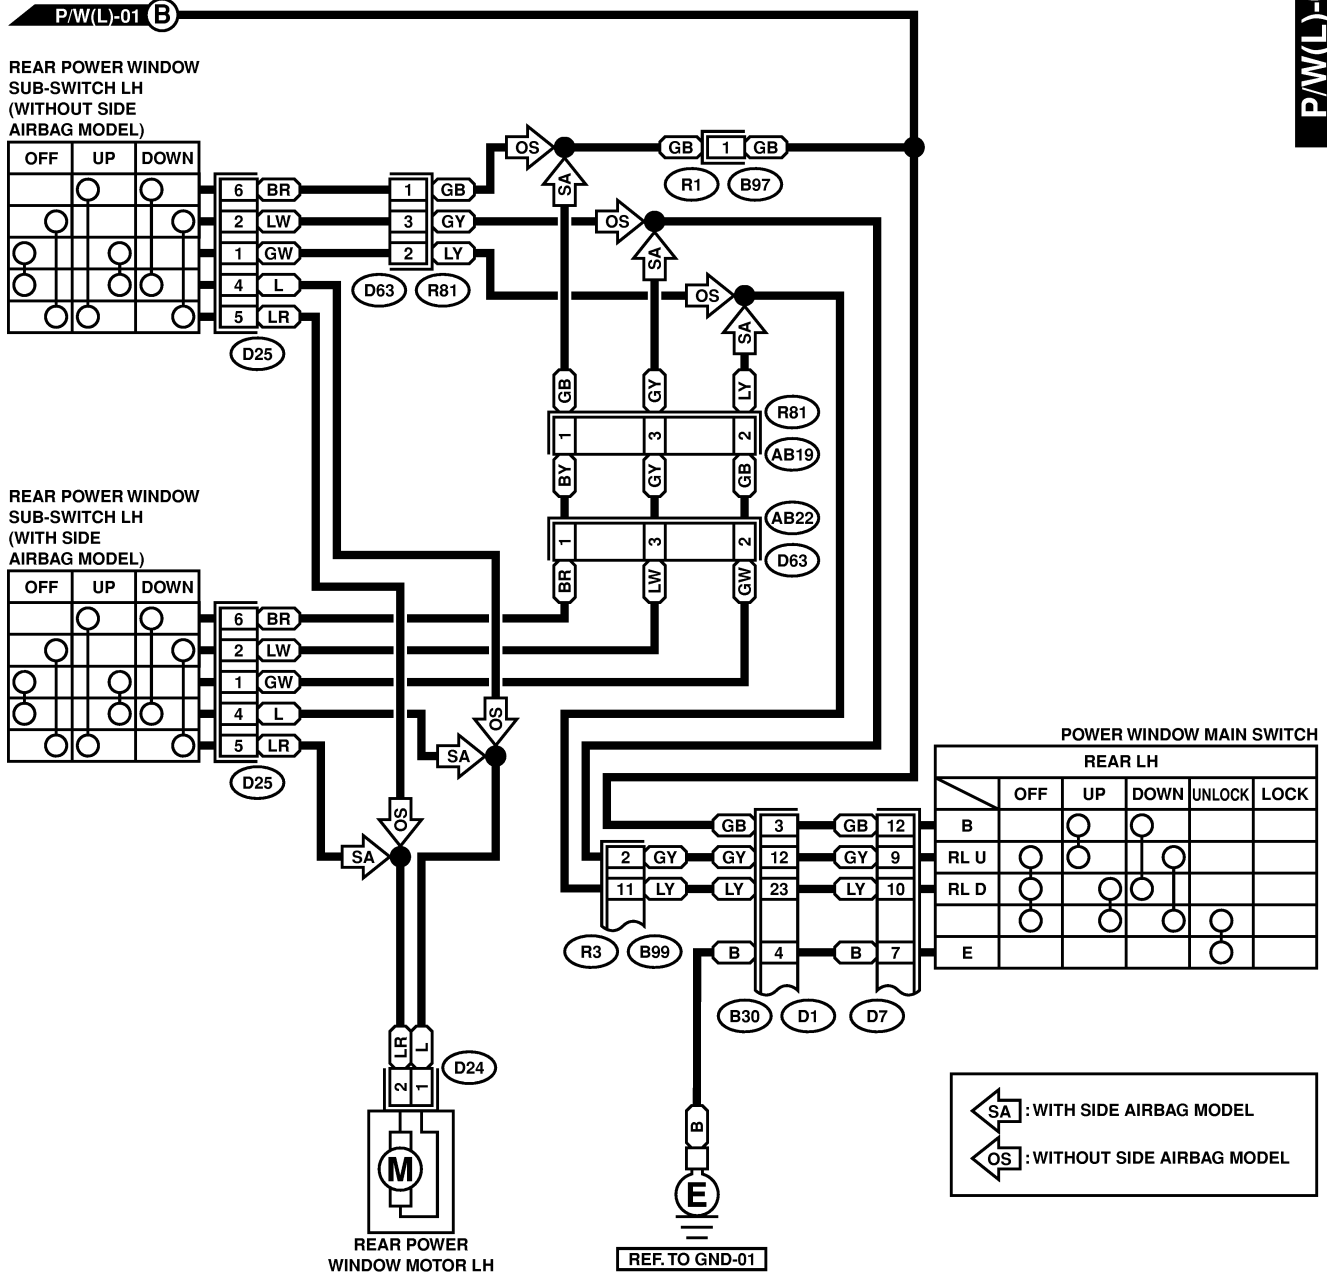 P/W(L)-01 B
P/W(L)-
REAR POWER WINDOW
SUB-SWITCH LH
(WITHOUT SIDE
AIRBAG MODEL)
OFF UP DOWN
6 BR
2 LW
1 GW
4 L
5 LR
D25
1 GB
3 GY
2 LY
D63 R81
OS
SA
GB 1 GB
R1 B97
OS
SA
OS
SA
GB GY LY
R81
1 3 2
AB19
BY GY GB
AB22
1 3 2
D63
BR LW GW
REAR POWER WINDOW
SUB-SWITCH LH
(WITH SIDE
AIRBAG MODEL)
OFF UP DOWN
6 BR
2 LW
1 GW
4 L
5 LR
D25
OS
SA
OS
SA
LR L
D24
2 1
M
REAR POWER
WINDOW MOTOR LH
POWER WINDOW MAIN SWITCH
REAR LH
OFF UP DOWN UNLOCK LOCK
GB 3 GB 12 B
2 GY GY 12 GY 9 RL U
11 LY LY 23 LY 10 RL D
R3 B99
B 4 B 7 E
B30 D1 D7
B
E
REF. TO GND-01
SA : WITH SIDE AIRBAG MODEL
OS : WITHOUT SIDE AIRBAG MODEL